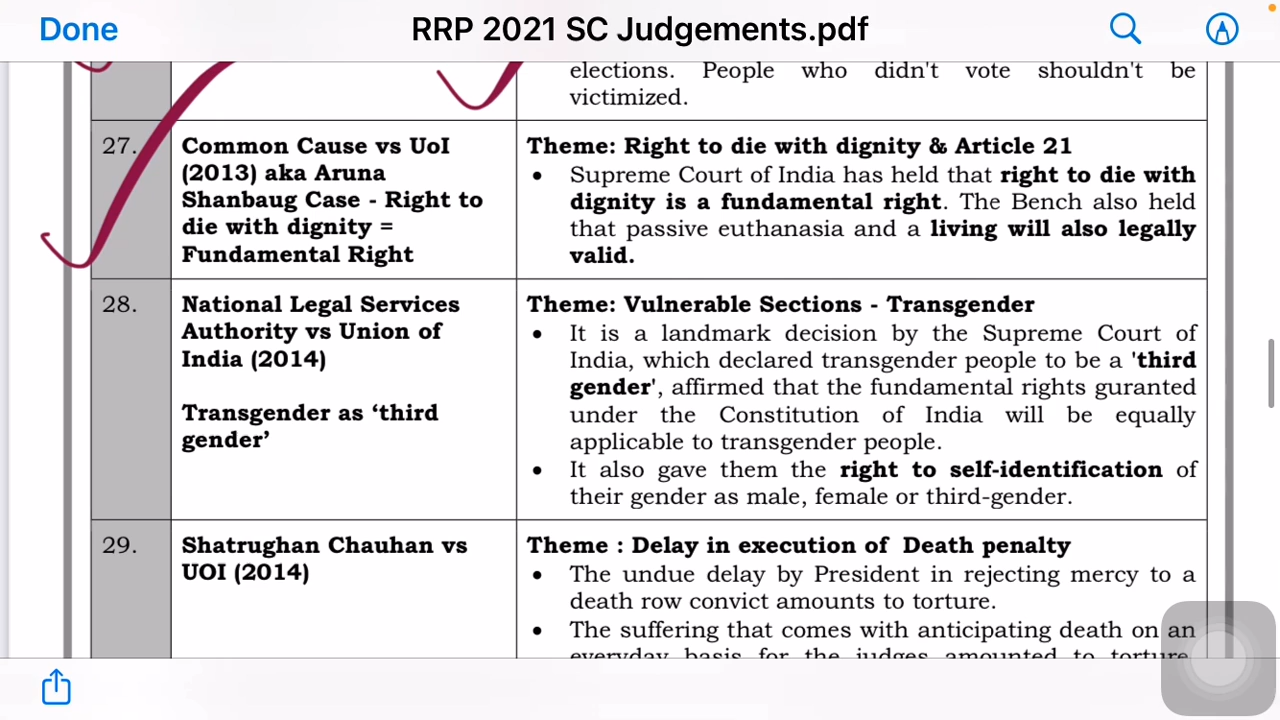 Done
RRP 2021 SC Judgements.pdf
elections. People who didn't vote shouldn't be
victimized.
27.
Common Cause vs UoI
(2013) aka Aruna
Shanbaug Case - Right to
die with dignity =
Fundamental Right
Theme: Right to die with dignity & Article 21
• Supreme Court of India has held that right to die with
dignity is a fundamental right. The Bench also held
that passive euthanasia and a living will also legally
valid.
28.
National Legal Services
Authority vs Union of
India (2014)
Transgender as ‘third
gender’
Theme: Vulnerable Sections - Transgender
• It is a landmark decision by the Supreme Court of
India, which declared transgender people to be a 'third
gender', affirmed that the fundamental rights guranted
under the Constitution of India will be equally
applicable to transgender people.
• It also gave them the right to self-identification of
their gender as male, female or third-gender.
29.
Shatrughan Chauhan vs
UOI (2014)
Theme : Delay in execution of Death penalty
• The undue delay by President in rejecting mercy to a
death row convict amounts to torture.
• The suffering that comes with anticipating death on an
everyday basis for the judges amounted to torture